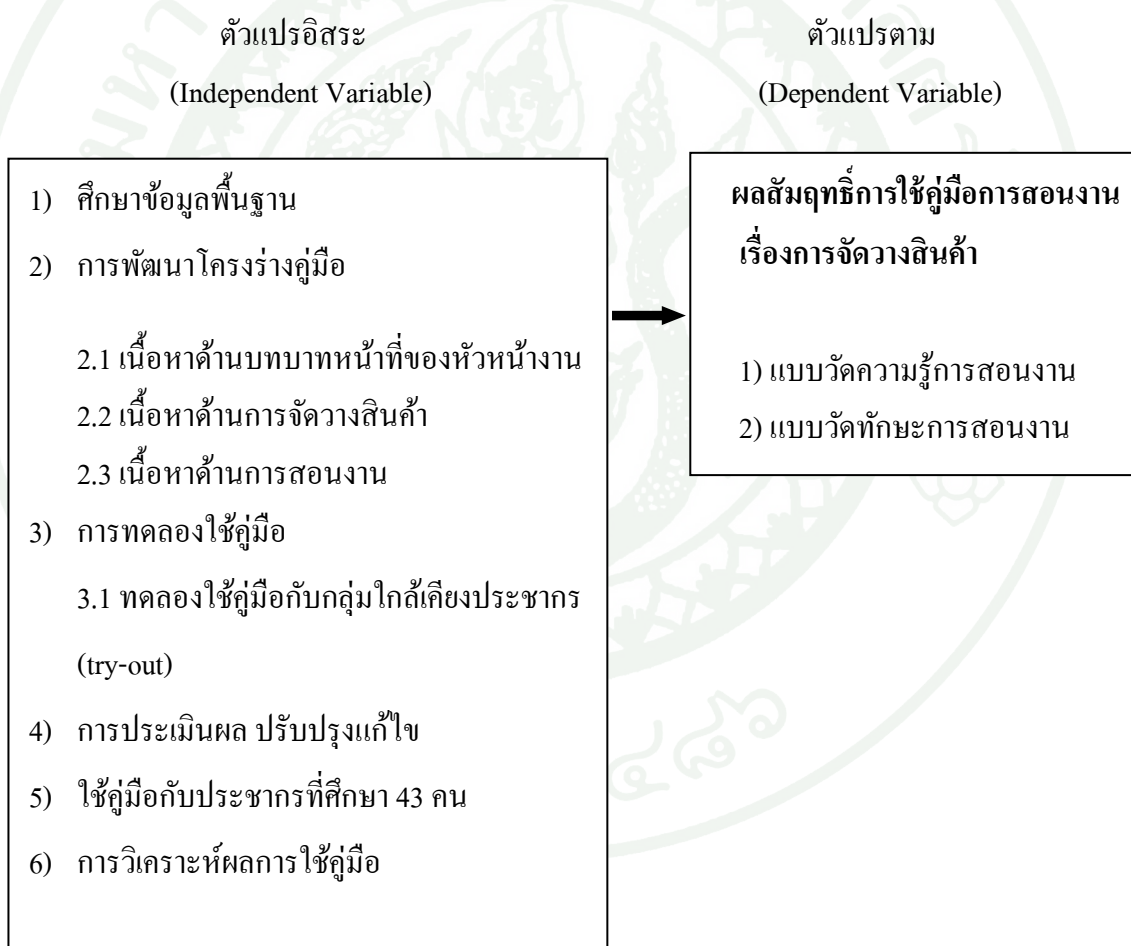 ตัวแปรอิสระ
(Independent Variable)
ตัวแปรตาม
(Dependent Variable)
1) ศึกษาข้อมูลพื้นฐาน
2) การพัฒนาโครงร่างคู่มือ
2.1 เนื้อหาด้านบทบาทหน้าที่ของหัวหน้างาน
2.2 เนื้อหาด้านการจัดวางสินค้า
2.3 เนื้อหาด้านการสอนงาน
3) การทดลองใช้คู่มือ
3.1 ทดลองใช้คู่มือกับกลุ่มใกล้เคียงประชากร
(try-out)
4) การประเมินผล ปรับปรุงแก้ไข
5) ใช้คู่มือกับประชากรที่ศึกษา 43 คน
6) การวิเคราะห์ผลการใช้คู่มือ
ผลสัมฤทธิ์การใช้คู่มือการสอนงาน
เรื่องการจัดวางสินค้า
1) แบบวัดความรู้การสอนงาน
2) แบบวัดทักษะการสอนงาน
๔๘๖